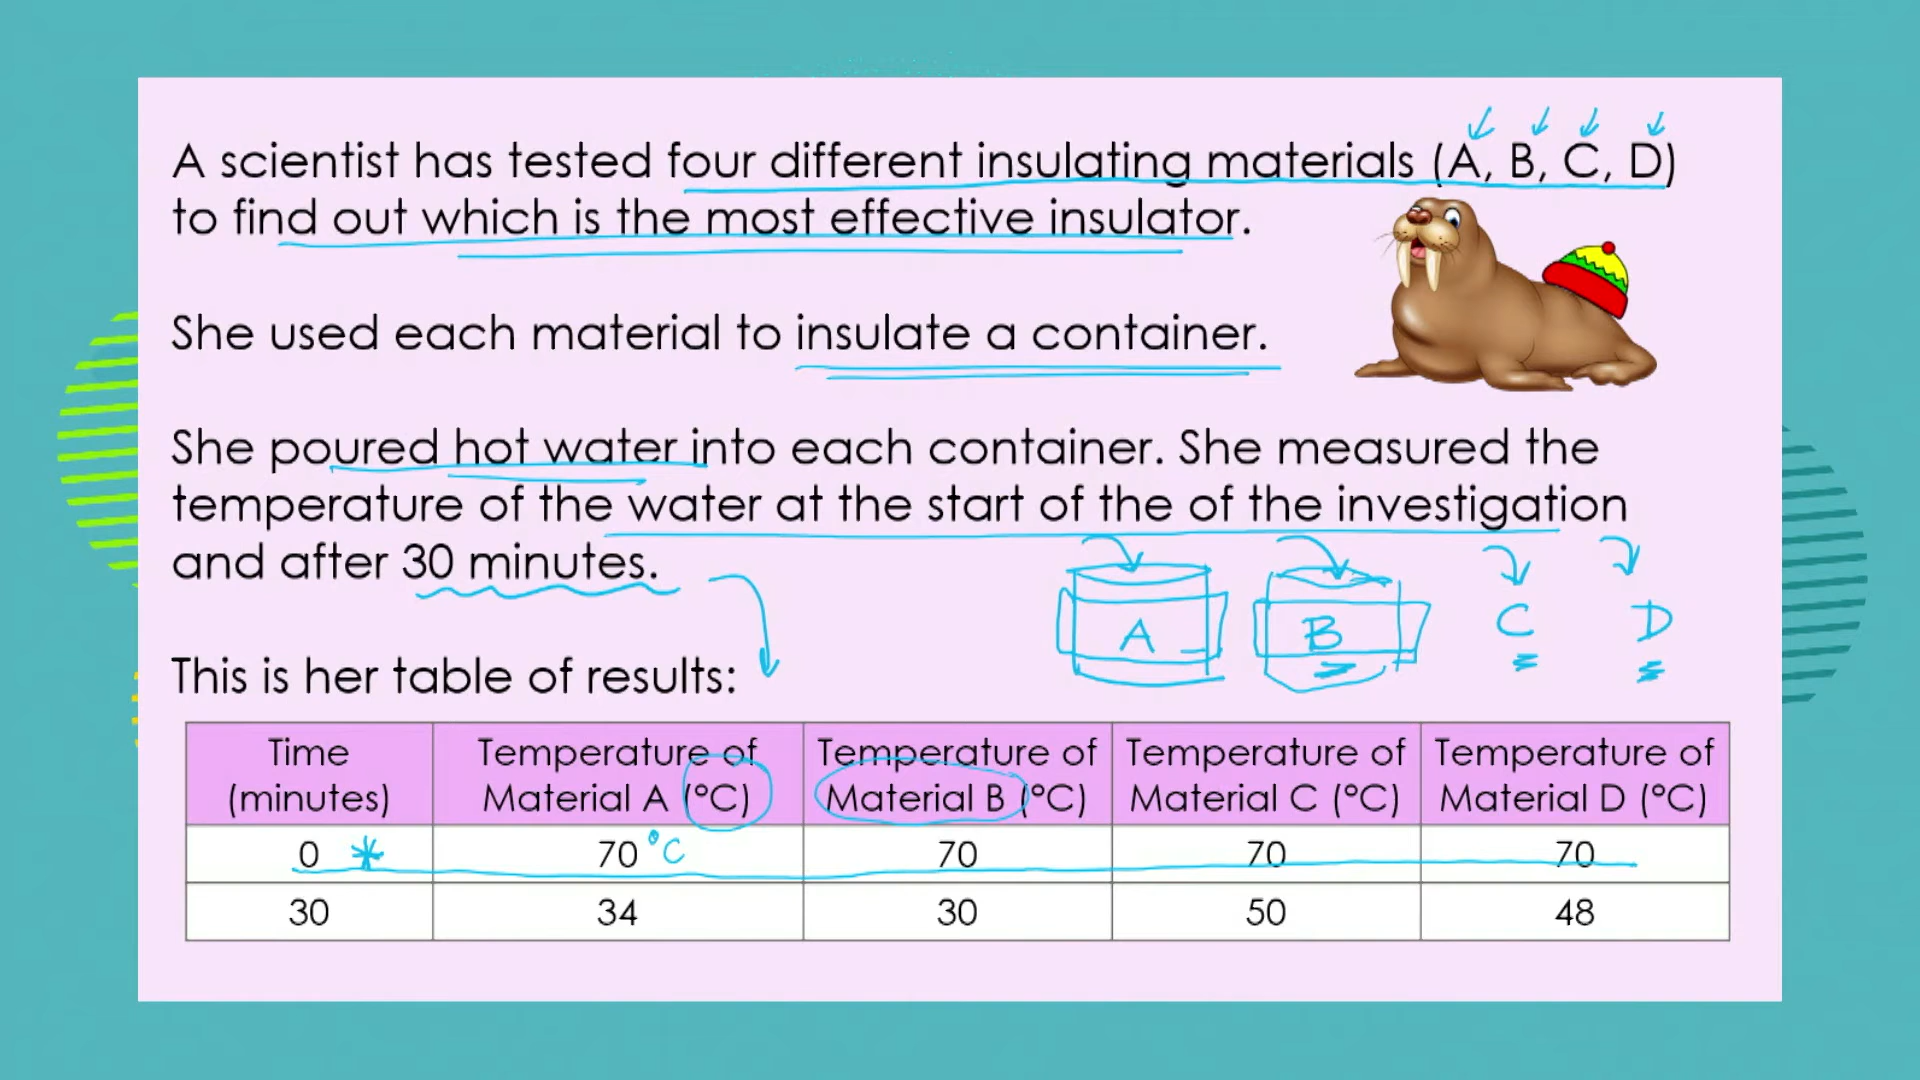 A scientist has tested four different insulating materials (A, B, C, D)
to find out which is the most effective insulator.
She used each material to insulate a container.
She poured hot water into each container. She measured the
temperature of the water at the start of the of the investigation
and after 30 minutes.
A B C D
This is her table of results:
Time (minutes) Temperature of Material A (°C) Temperature of Material B (°C) Temperature of Material C (°C) Temperature of Material D (°C)
0 * 70 °C 70 70 70
30 34 30 50 48